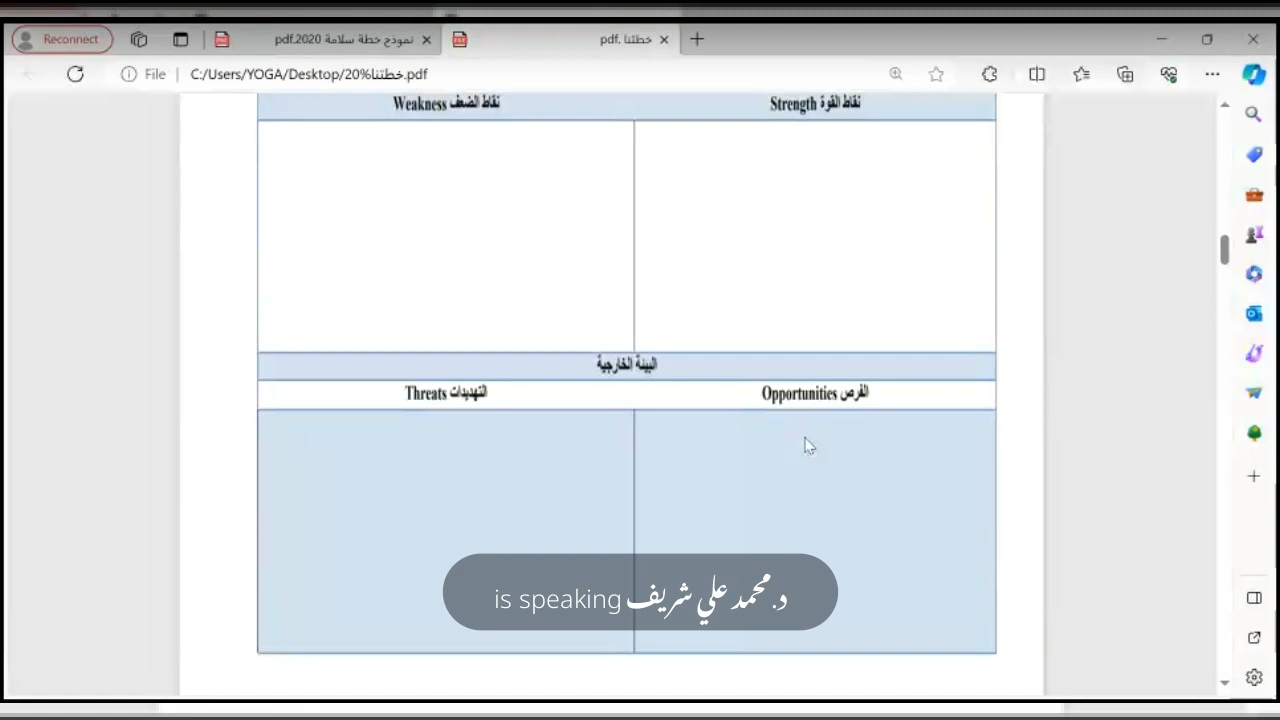 Reconnect
نموذج خطة سلامة 2020.pdf
خطتنا .pdf
File
C:/Users/YOGA/Desktop/20%خطتنا.pdf
نقاط القوة Strength
نقاط الضعف Weakness
البيئة الخارجية
الفرص Opportunities
التهديدات Threats
د.محمد علي شريف is speaking